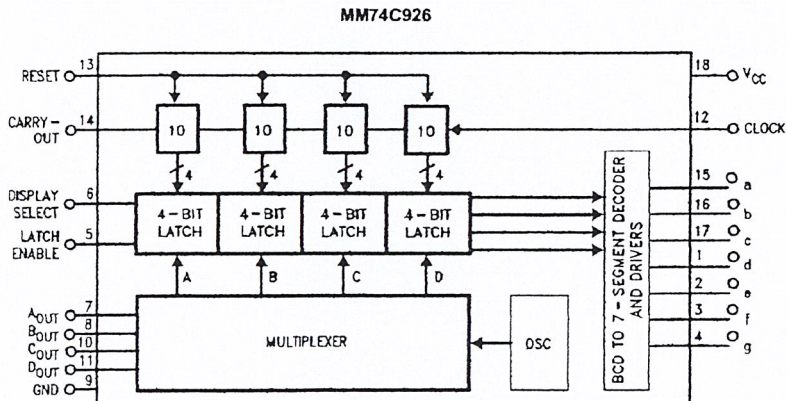 MM74C926
RESET 13
18 VCC
CARRY-OUT 14
10
10
10
10
12 CLOCK
4
4
4
4
DISPLAY SELECT 6
4-BIT LATCH
4-BIT LATCH
4-BIT LATCH
4-BIT LATCH
LATCH ENABLE 5
BCD TO 7-SEGMENT DECODER AND DRIVERS
15 a
16 b
17 c
1 d
2 e
3 f
4 g
A
B
C
D
AOUT 7
BOUT 8
COUT 10
DOUT 11
GND 9
MULTIPLEXER
OSC